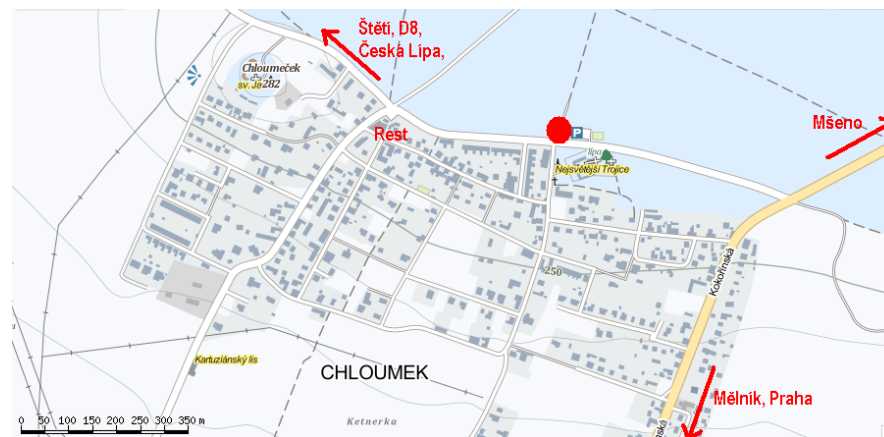 Štětí, D8,
Česká Lípa,
Chloumeček
sv. Ja
282
Rest
P
Mšeno
lípa
Nejsvětější Trojice
250
Kokořínská
Kartuziánský lis
CHLOUMEK
Mělník, Praha
Ketnerka
0 50 100 150 200 250 300 350 m